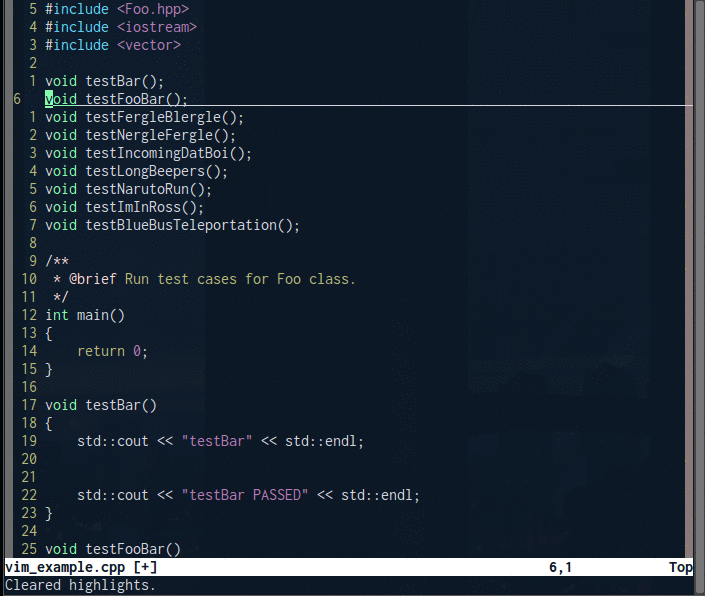 5 #include <Foo.hpp>
4 #include <iostream>
3 #include <vector>
2
1 void testBar();
6 void testFooBar();
1 void testFergleBlergle();
2 void testNergleFergle();
3 void testIncomingDatBoi();
4 void testLongBeepers();
5 void testNarutoRun();
6 void testImInRoss();
7 void testBlueBusTeleportation();
8
9 /**
10  * @brief Run test cases for Foo class.
11  */
12 int main()
13 {
14     return 0;
15 }
16
17 void testBar()
18 {
19     std::cout << "testBar" << std::endl;
20
21
22     std::cout << "testBar PASSED" << std::endl;
23 }
24
25 void testFooBar()
vim_example.cpp [+] 6,1 Top
Cleared highlights.